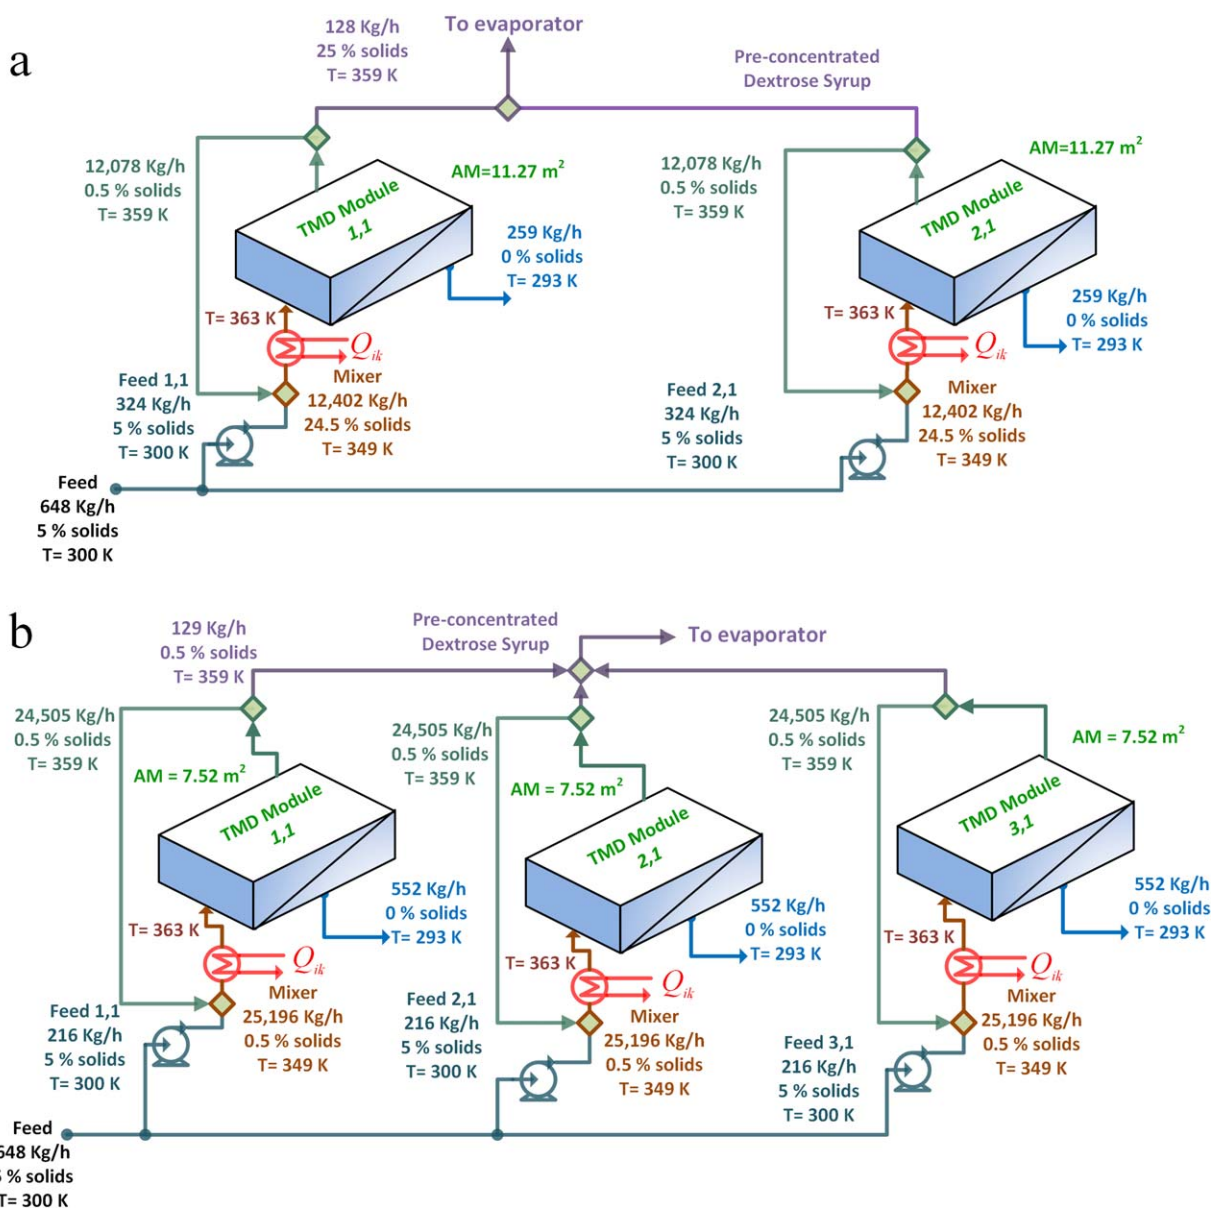 a
128 Kg/h
25 % solids
T= 359 K
To evaporator
Pre-concentrated
Dextrose Syrup
12,078 Kg/h
0.5 % solids
T= 359 K
AM=11.27 m²
TMD Module
1,1
259 Kg/h
0 % solids
T= 293 K
T= 363 K
Qik
Mixer
12,402 Kg/h
24.5 % solids
T= 349 K
Feed 1,1
324 Kg/h
5 % solids
T= 300 K
12,078 Kg/h
0.5 % solids
T= 359 K
AM=11.27 m²
TMD Module
2,1
259 Kg/h
0 % solids
T= 293 K
T= 363 K
Qik
Mixer
12,402 Kg/h
24.5 % solids
T= 349 K
Feed 2,1
324 Kg/h
5 % solids
T= 300 K
Feed
648 Kg/h
5 % solids
T= 300 K
b
129 Kg/h
0.5 % solids
T= 359 K
Pre-concentrated
Dextrose Syrup
To evaporator
24,505 Kg/h
0.5 % solids
T= 359 K
AM = 7.52 m²
TMD Module
1,1
552 Kg/h
0 % solids
T= 293 K
T= 363 K
Qik
Mixer
25,196 Kg/h
0.5 % solids
T= 349 K
Feed 1,1
216 Kg/h
5 % solids
T= 300 K
24,505 Kg/h
0.5 % solids
T= 359 K
AM = 7.52 m²
TMD Module
2,1
552 Kg/h
0 % solids
T= 293 K
T= 363 K
Qik
Mixer
25,196 Kg/h
0.5 % solids
T= 349 K
Feed 2,1
216 Kg/h
5 % solids
T= 300 K
24,505 Kg/h
0.5 % solids
T= 359 K
AM = 7.52 m²
TMD Module
3,1
552 Kg/h
0 % solids
T= 293 K
T= 363 K
Qik
Mixer
25,196 Kg/h
0.5 % solids
T= 349 K
Feed 3,1
216 Kg/h
5 % solids
T= 300 K
Feed
648 Kg/h
% solids
T= 300 K